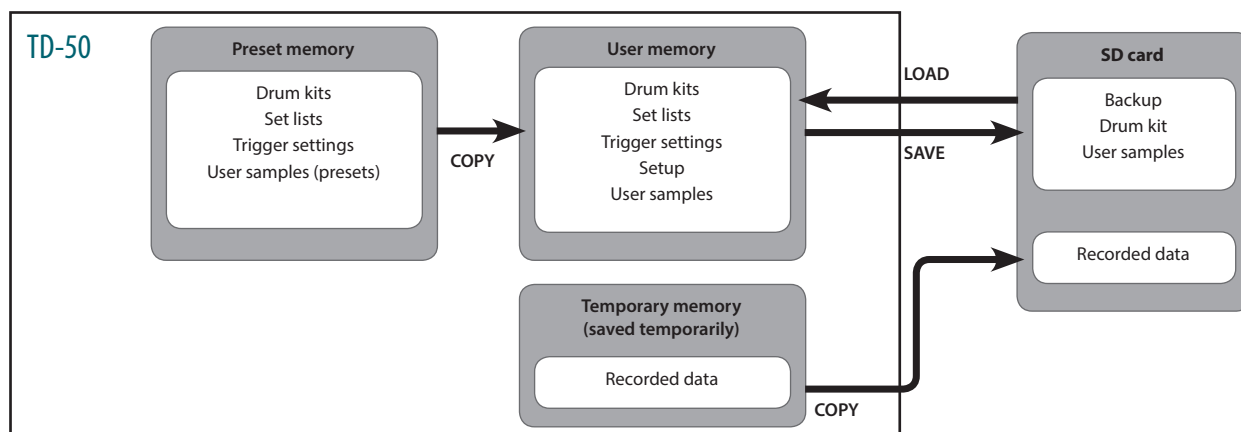 TD-50
Preset memory
Drum kits
Set lists
Trigger settings
User samples (presets)
COPY
User memory
Drum kits
Set lists
Trigger settings
Setup
User samples
LOAD
SAVE
SD card
Backup
Drum kit
User samples
Recorded data
Temporary memory
(saved temporarily)
Recorded data
COPY